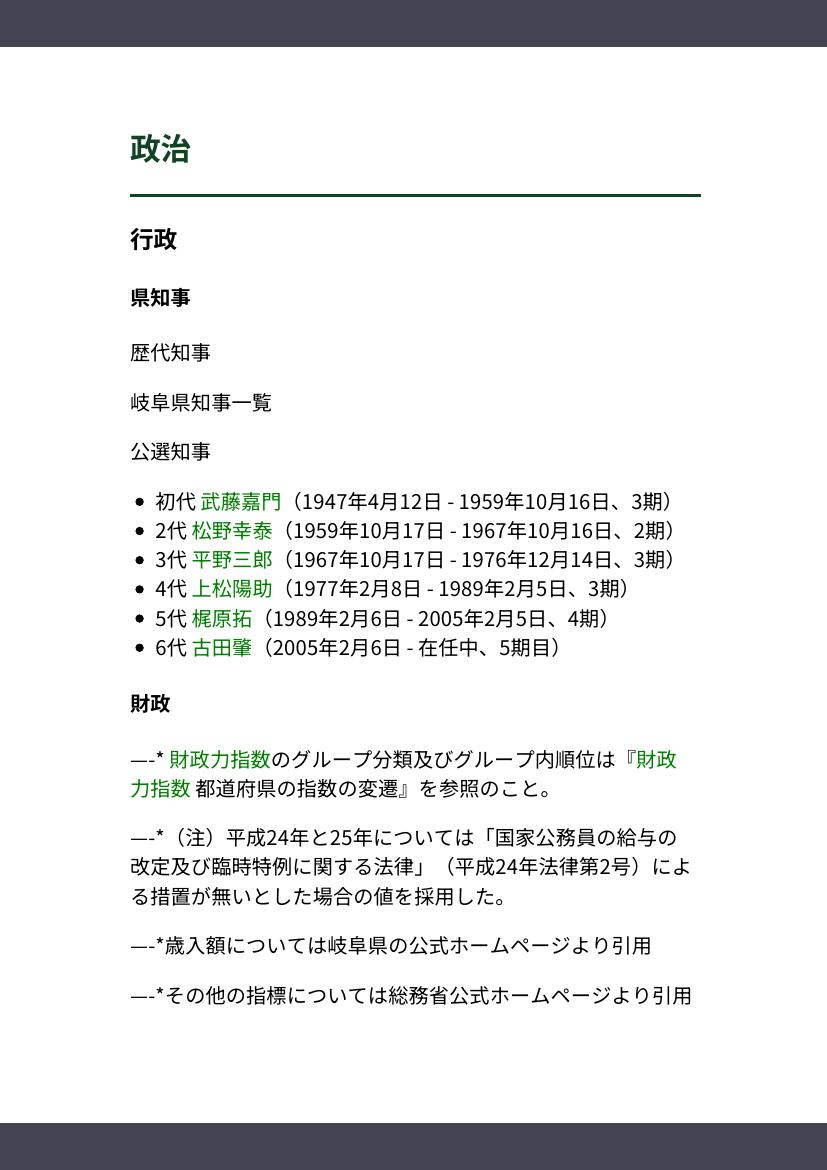 政治
行政
県知事
歴代知事
岐阜県知事一覧
公選知事
• 初代 武藤嘉門（1947年4月12日 - 1959年10月16日、3期）
• 2代 松野幸泰（1959年10月17日 - 1967年10月16日、2期）
• 3代 平野三郎（1967年10月17日 - 1976年12月14日、3期）
• 4代 上松陽助（1977年2月8日 - 1989年2月5日、3期）
• 5代 梶原拓（1989年2月6日 - 2005年2月5日、4期）
• 6代 古田肇（2005年2月6日 - 在任中、5期目）
財政
—-* 財政力指数のグループ分類及びグループ内順位は『財政
力指数 都道府県の指数の変遷』を参照のこと。
—-*（注）平成24年と25年については「国家公務員の給与の
改定及び臨時特例に関する法律」（平成24年法律第2号）によ
る措置が無いとした場合の値を採用した。
—-*歳入額については岐阜県の公式ホームページより引用
—-*その他の指標については総務省公式ホームページより引用